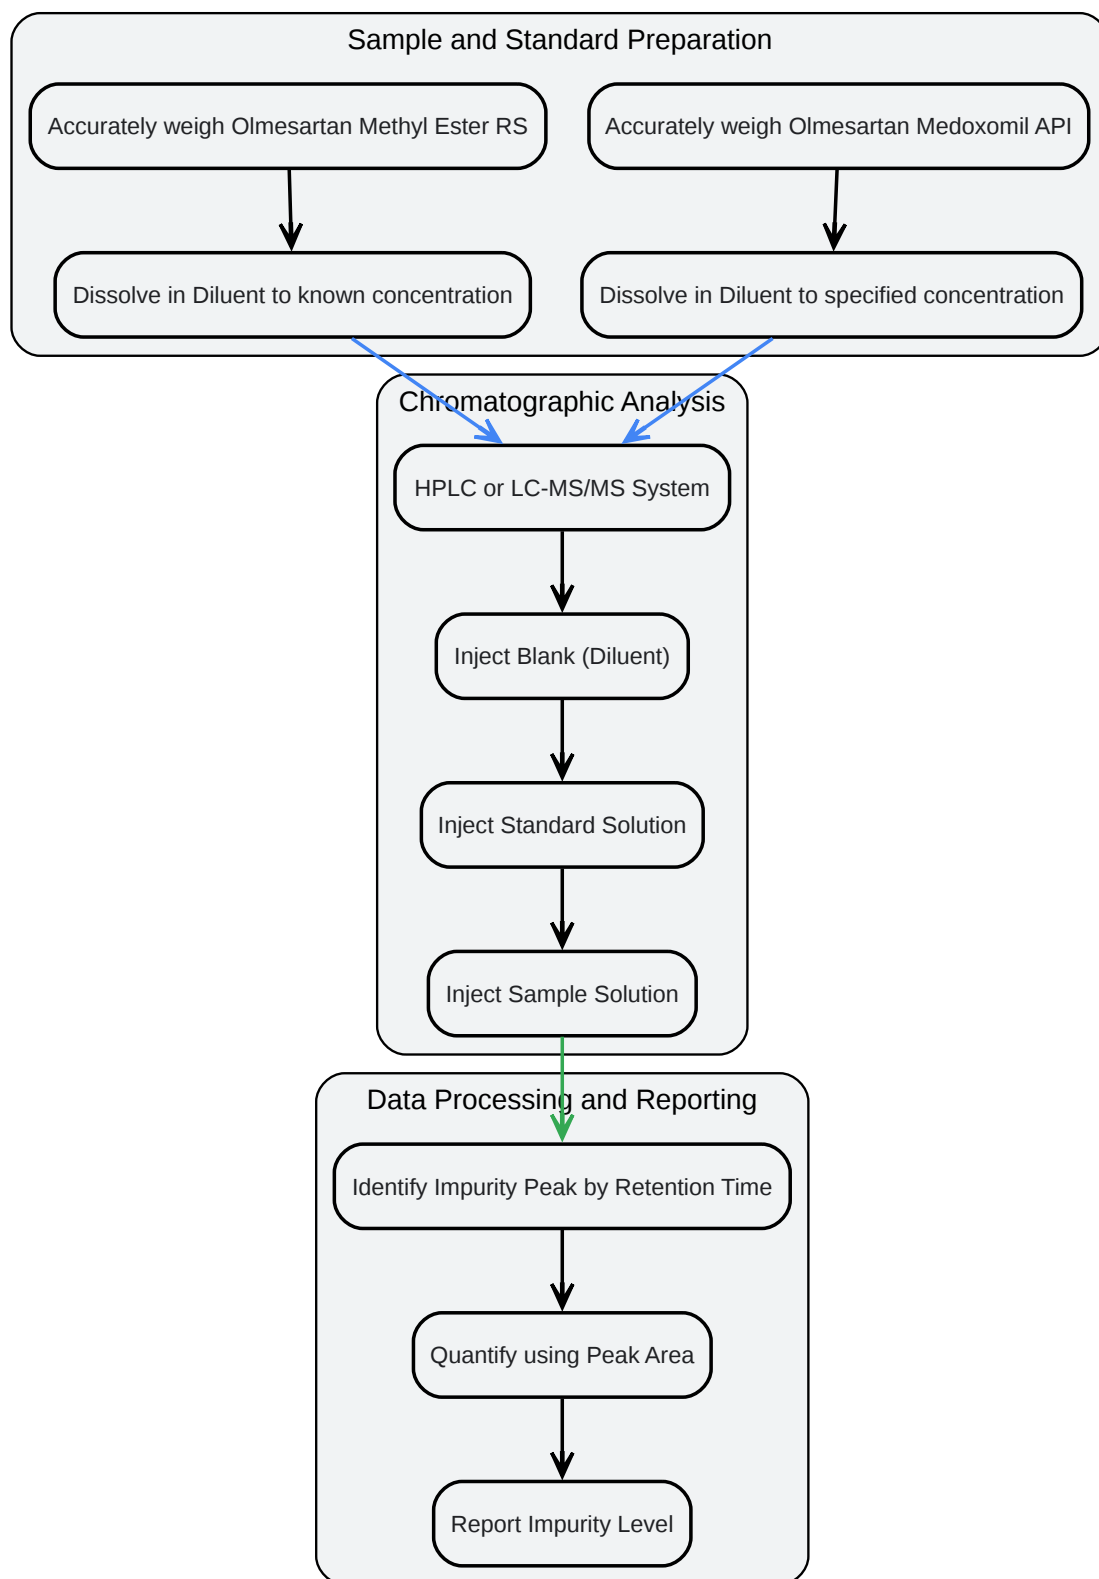 Sample and Standard Preparation
Accurately weigh Olmesartan Methyl Ester RS
Accurately weigh Olmesartan Medoxomil API
Dissolve in Diluent to known concentration
Dissolve in Diluent to specified concentration
Chromatographic Analysis
HPLC or LC-MS/MS System
Inject Blank (Diluent)
Inject Standard Solution
Inject Sample Solution
Data Processing and Reporting
Identify Impurity Peak by Retention Time
Quantify using Peak Area
Report Impurity Level